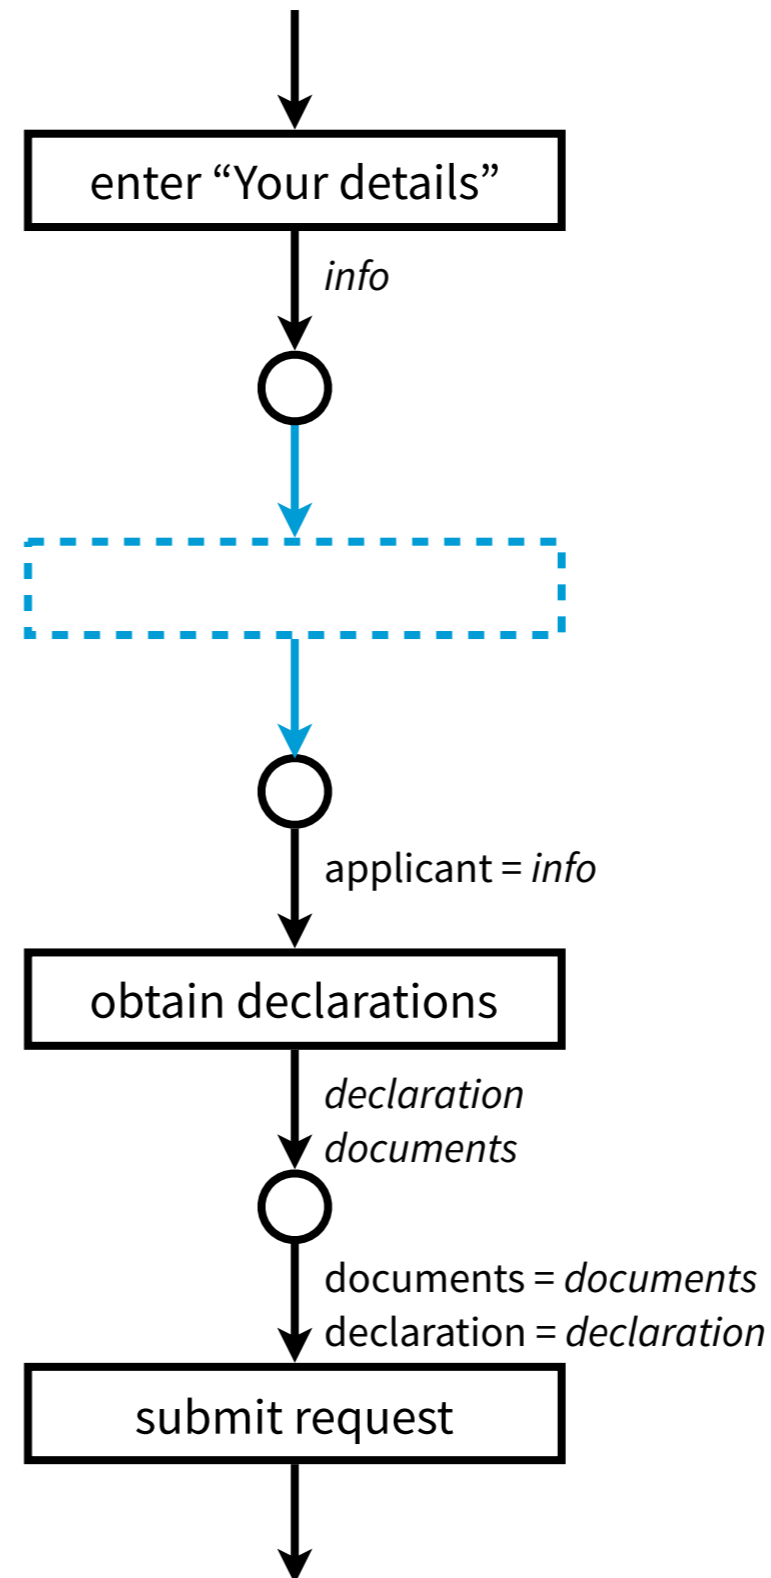 enter “Your details”
info
applicant = info
obtain declarations
declaration
documents
documents = documents
declaration = declaration
submit request